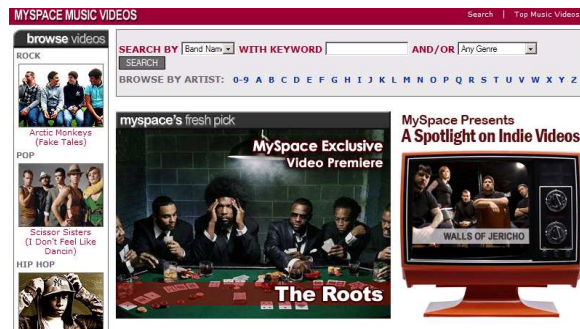 MYSPACE MUSIC VIDEOS
Search | Top Music Videos
browse videos
ROCK
Arctic Monkeys
(Fake Tales)
POP
Scissor Sisters
(I Don't Feel Like
Dancin)
HIP HOP
SEARCH BY Band Nam WITH KEYWORD AND/OR Any Genre
SEARCH
BROWSE BY ARTIST: 0-9 A B C D E F G H I J K L M N O P Q R S T U V W X Y Z
myspace's fresh pick
MySpace Exclusive
Video Premiere
The Roots
MySpace Presents
A Spotlight on Indie Videos
WALLS OF JERICHO